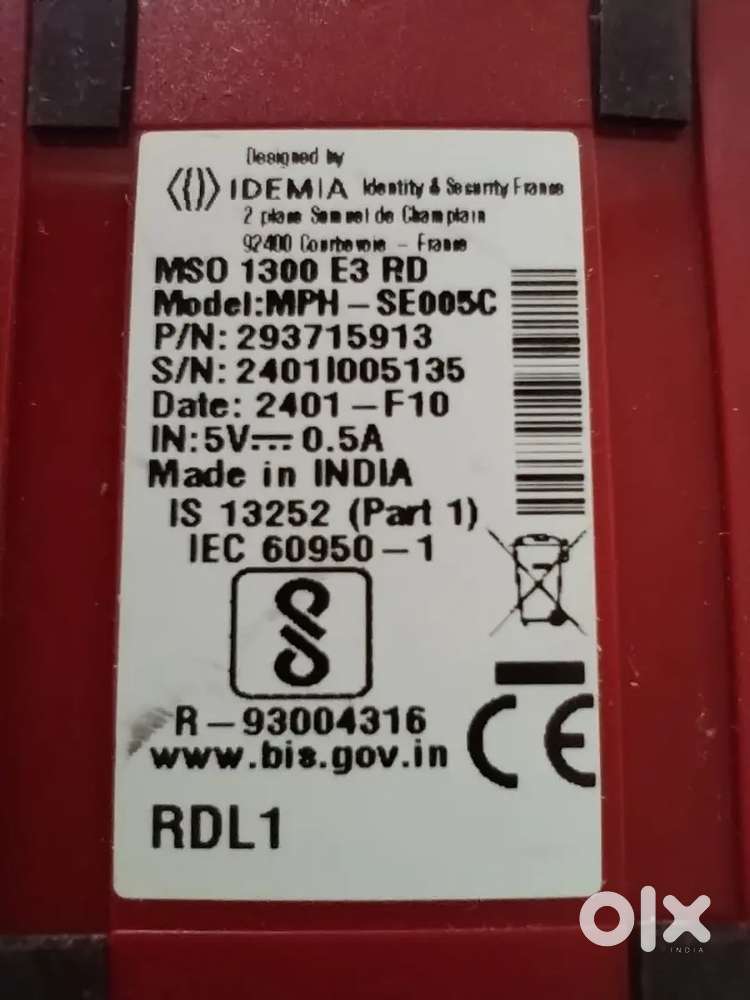 Designed by
IDEMIA Identity & Security France
2 place Samuel de Champlain
92400 Courbevoie - France
MSO 1300 E3 RD
Model:MPH-SE005C
P/N: 293715913
S/N: 2401I005135
Date: 2401-F10
IN:5V⎓ 0.5A
Made in INDIA
IS 13252 (Part 1)
IEC 60950-1
R-93004316
www.bis.gov.in
CE
RDL1
olx
INDIA